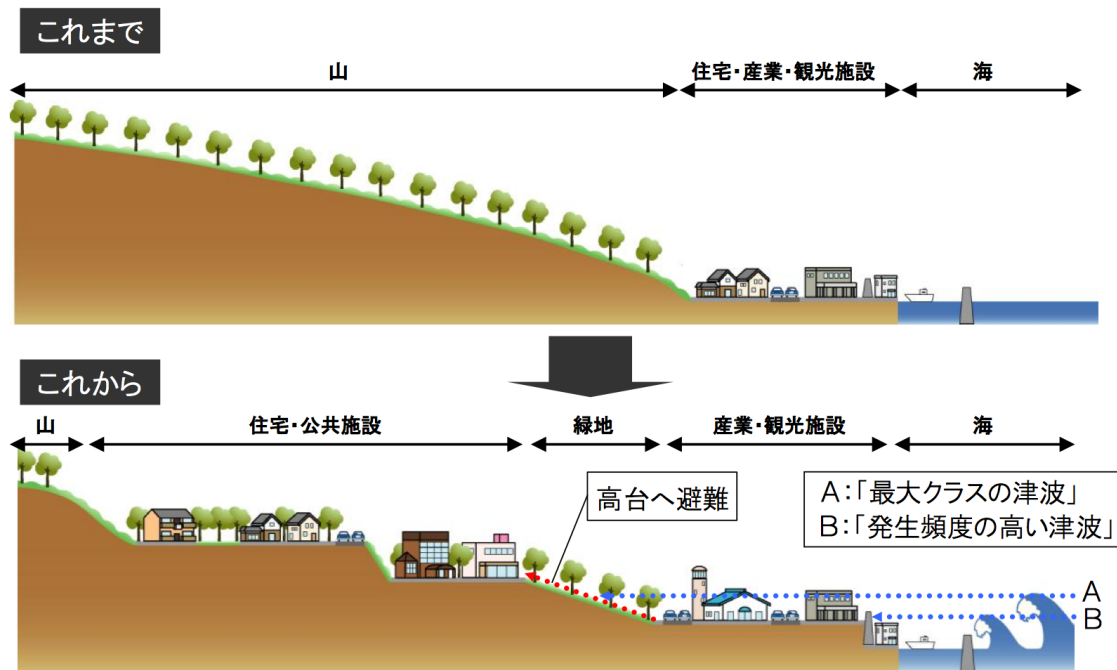 これまで
山
住宅・産業・観光施設
海
これから
山
住宅・公共施設
緑地
産業・観光施設
海
高台へ避難
A:「最大クラスの津波」
B:「発生頻度の高い津波」
A
B